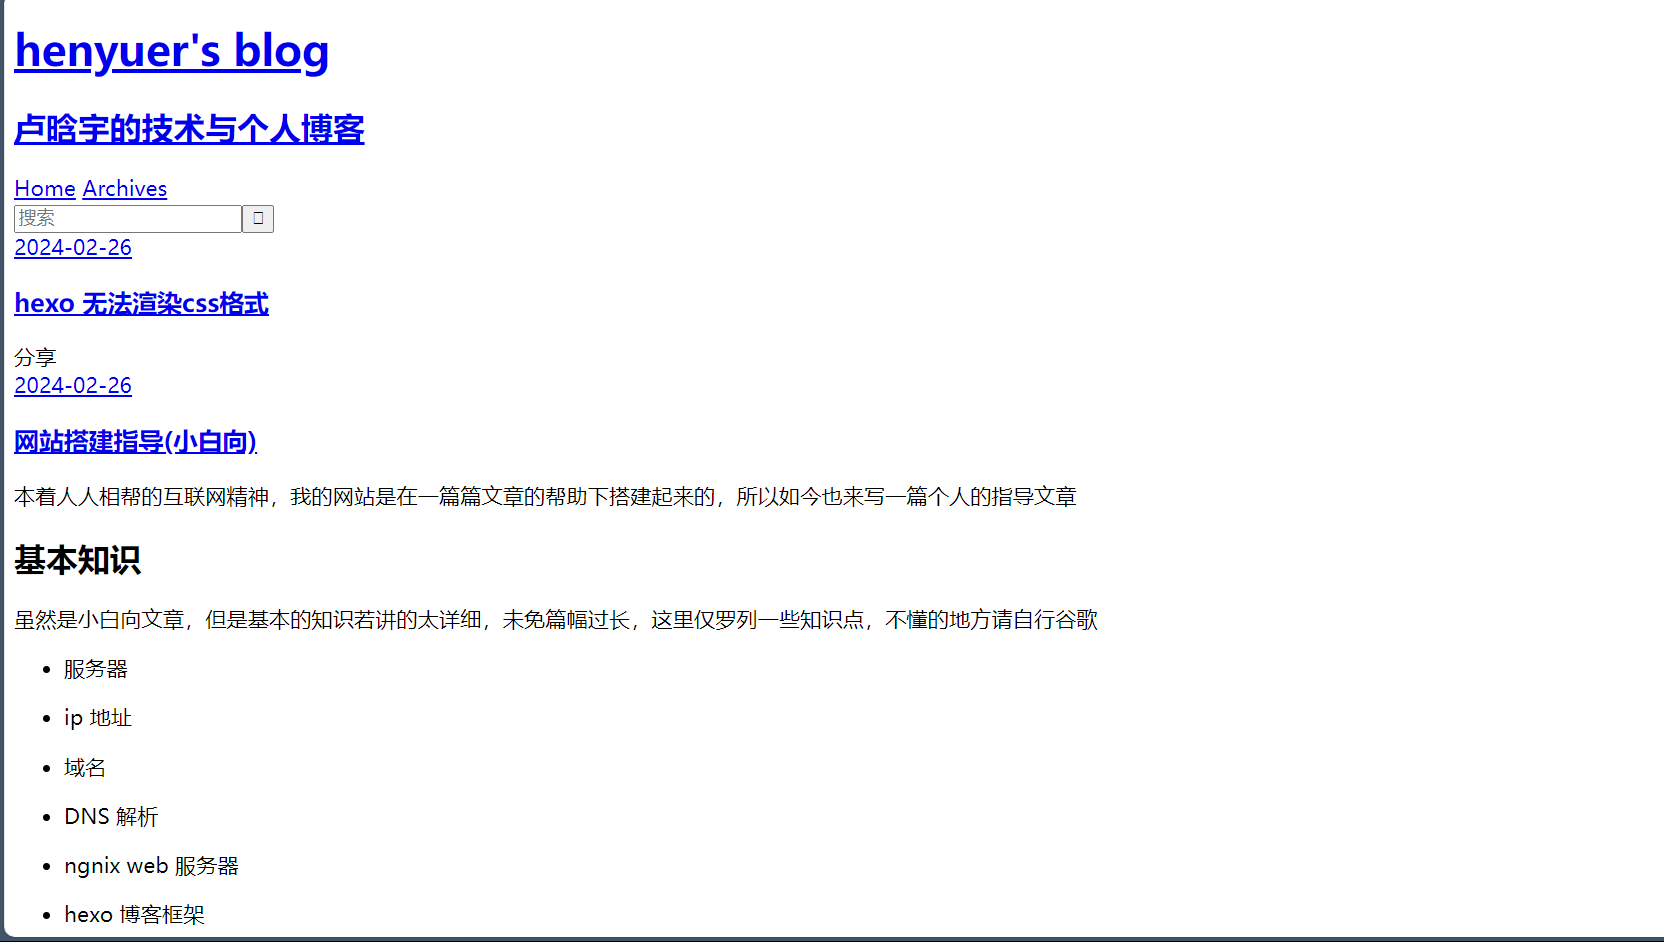 henyuer's blog
卢晗宇的技术与个人博客
Home Archives
搜索
2024-02-26
hexo 无法渲染css格式
分享
2024-02-26
网站搭建指导(小白向)
本着人人相帮的互联网精神，我的网站是在一篇篇文章的帮助下搭建起来的，所以如今也来写一篇个人的指导文章
基本知识
虽然是小白向文章，但是基本的知识若讲的太详细，未免篇幅过长，这里仅罗列一些知识点，不懂的地方请自行谷歌
• 服务器
• ip 地址
• 域名
• DNS 解析
• ngnix web 服务器
• hexo 博客框架